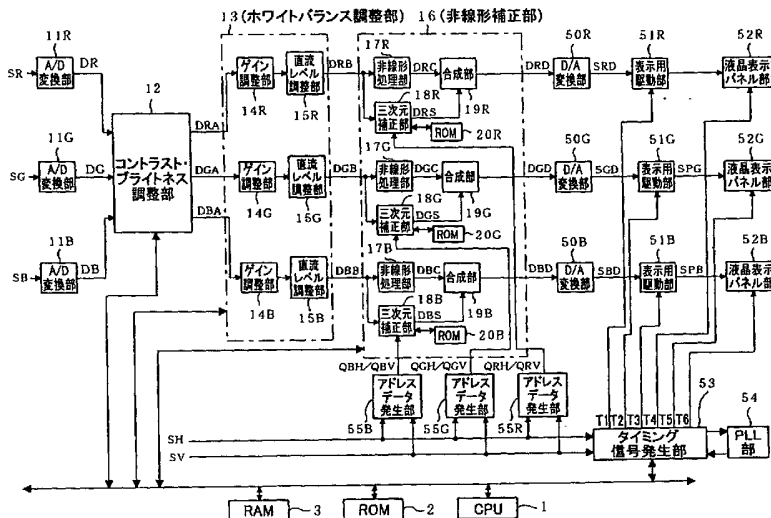 13(ホワイトバランス調整部)
16(非線形補正部)
11R
DR
SR
A/D
変換部
12
DRA
ゲイン
調整部
14R
直流
レベル
調整部
15R
DRB
17R
非線形
処理部
DRC
合成部
19R
三次元
補正部
DRS
18R
ROM
20R
DRD
50R
D/A
変換部
SRD
51R
表示用
駆動部
52R
液晶表示
パネル部
11G
DG
SG
A/D
変換部
コントラスト・
ブライトネス
調整部
DGA
ゲイン
調整部
14G
直流
レベル
調整部
15G
DGB
17G
非線形
処理部
DGC
合成部
19G
18G
三次元
補正部
DGS
ROM
20G
DGD
50G
D/A
変換部
SGD
51G
表示用
駆動部
SPG
52G
液晶表示
パネル部
11B
DB
SB
A/D
変換部
DBA
ゲイン
調整部
14B
直流
レベル
調整部
15B
DBB
17B
非線形
処理部
DBC
合成部
19B
18B
三次元
補正部
DBS
ROM
20B
DBD
50B
D/A
変換部
SBD
51B
表示用
駆動部
SPB
52B
液晶表示
パネル部
QBH/QBV
QGH/QGV
QRH/QRV
アドレス
データ
発生部
55B
アドレス
データ
発生部
55G
アドレス
データ
発生部
55R
SH
SV
T1
T2
T3
T4
T5
T6
53
タイミング
信号発生部
54
PLL
部
RAM
3
ROM
2
CPU
1